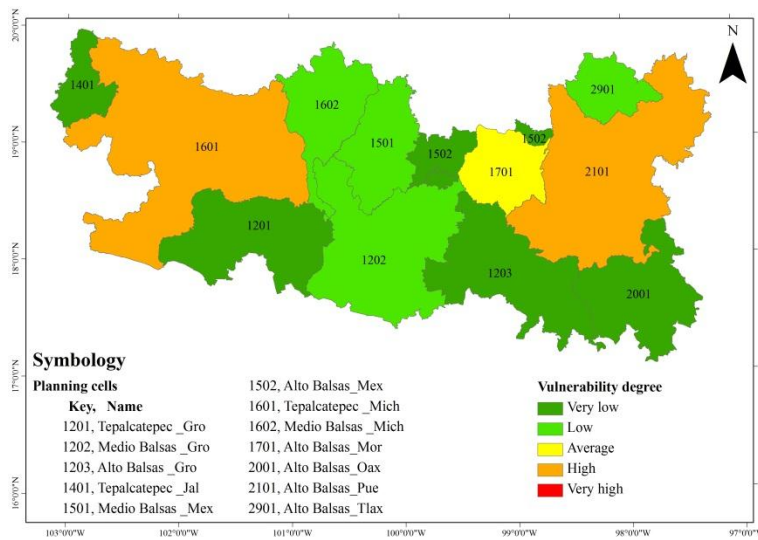 20°0'0"N
19°0'0"N
18°0'0"N
17°0'0"N
16°0'0"N
N
1401
1602
2901
1601
1501
1502
1502
1701
2101
1201
1202
1203
2001
Symbology
Planning cells
Key, Name
1201, Tepalcatepec _Gro
1202, Medio Balsas _Gro
1203, Alto Balsas _Gro
1401, Tepalcatepec _Jal
1501, Medio Balsas _Mex
1502, Alto Balsas_Mex
1601, Tepalcatepec _Mich
1602, Medio Balsas_Mich
1701, Alto Balsas_Mor
2001, Alto Balsas_Oax
2101, Alto Balsas_Pue
2901, Alto Balsas_Tlax
Vulnerability degree
Very low
Low
Average
High
Very high
103°0'0"W
102°0'0"W
101°0'0"W
100°0'0"W
99°0'0"W
98°0'0"W
97°0'0"W